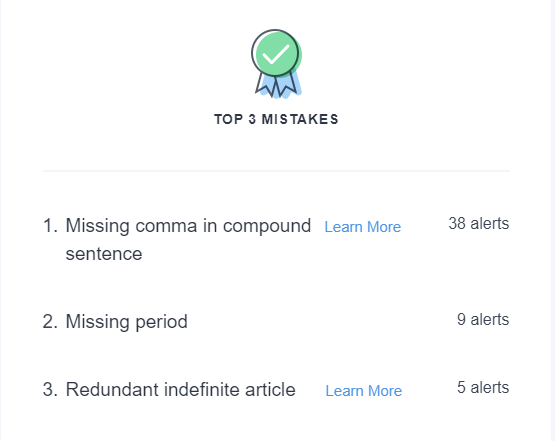 TOP 3 MISTAKES
1. Missing comma in compound Learn More 38 alerts
sentence
2. Missing period 9 alerts
3. Redundant indefinite article Learn More 5 alerts